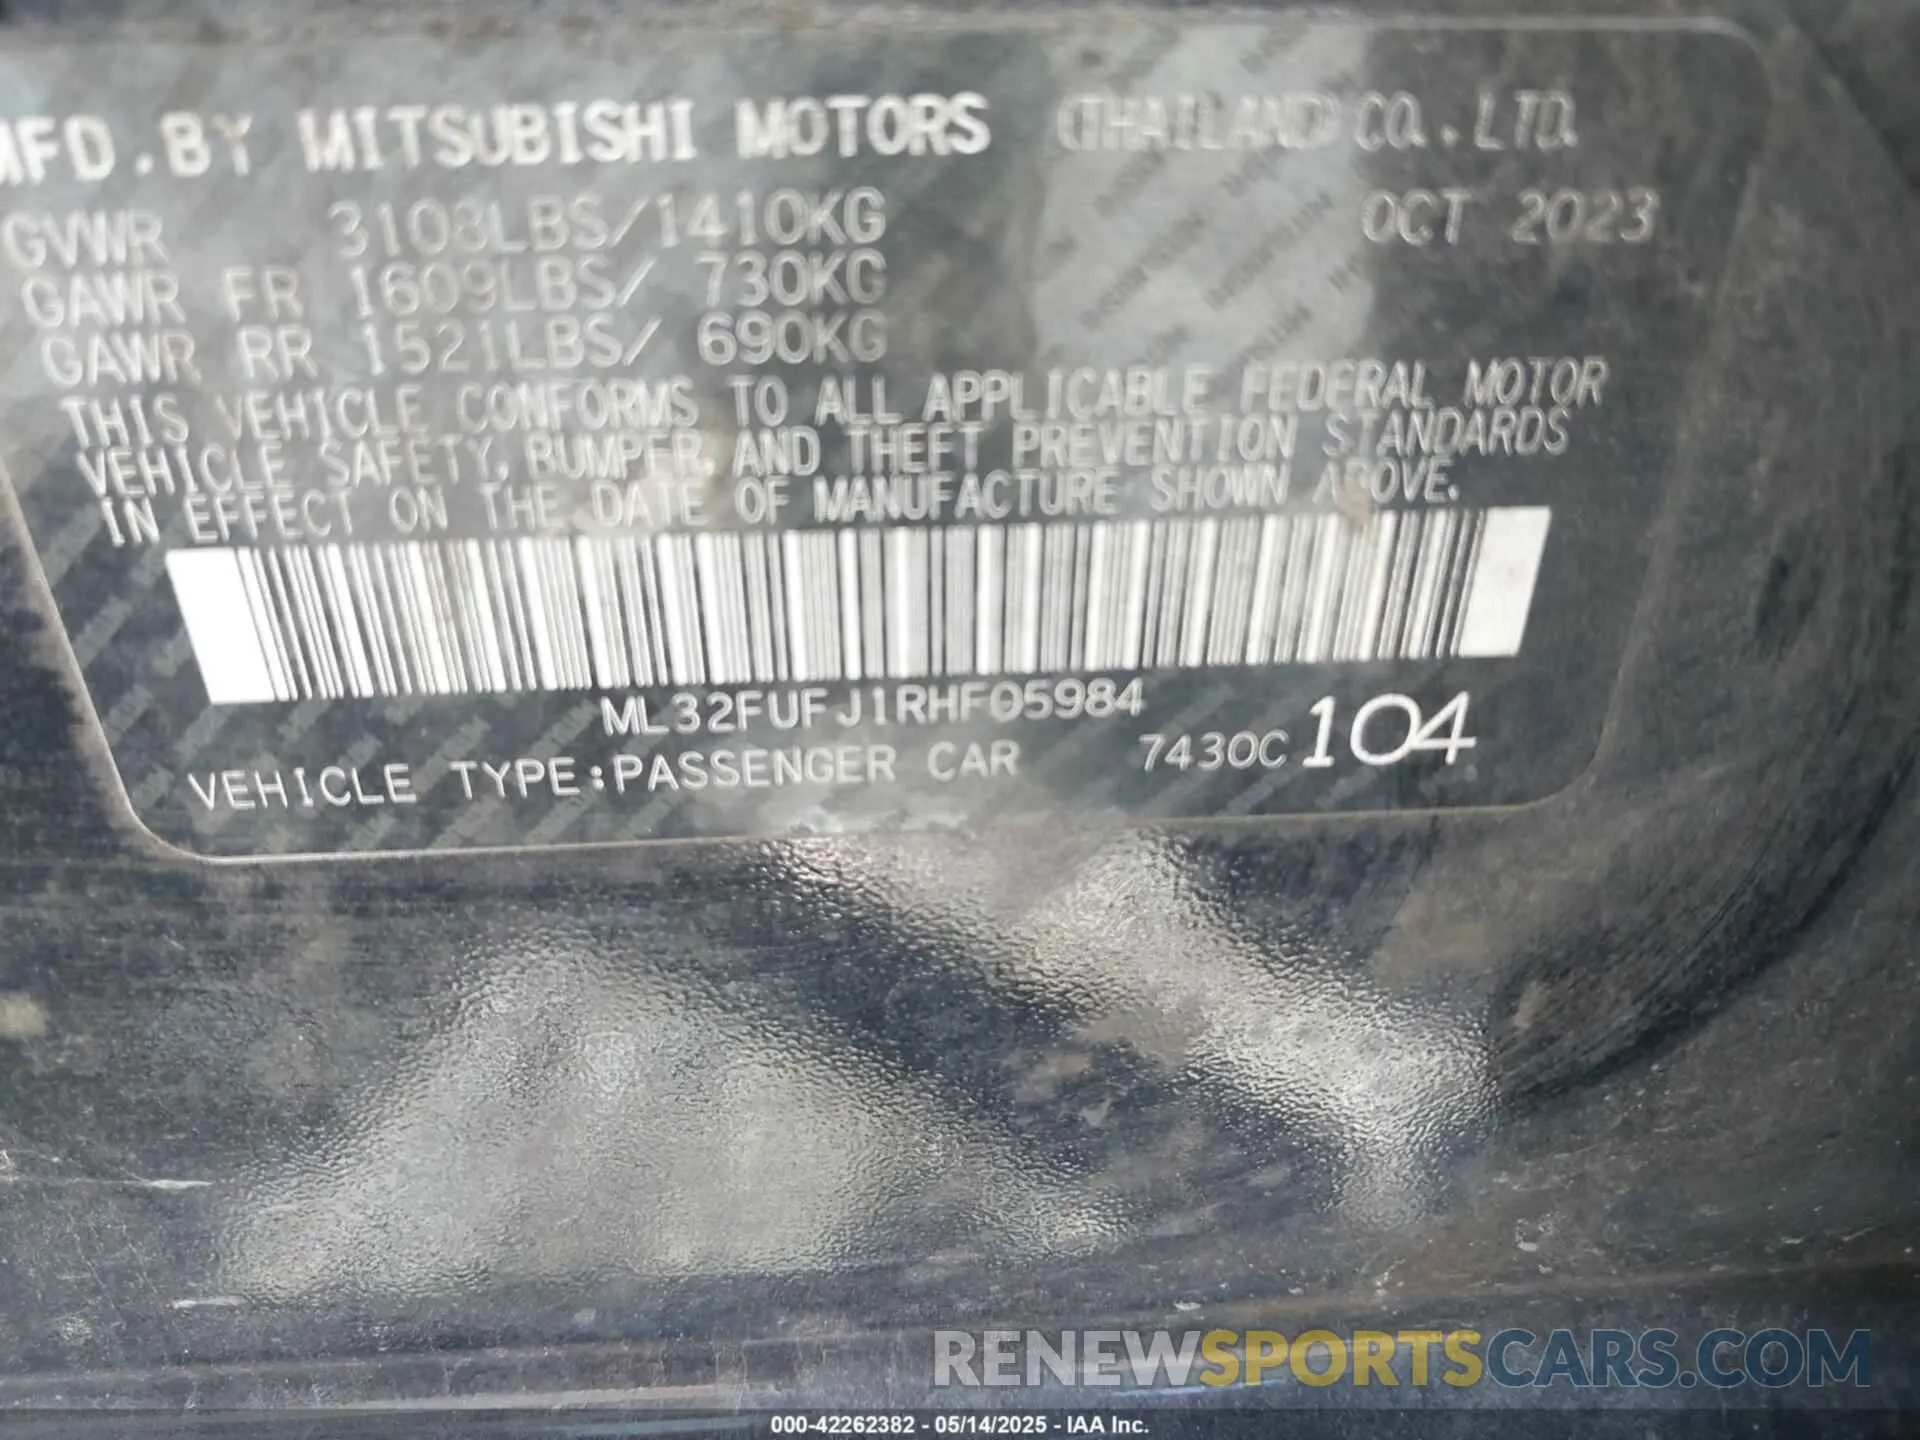 MFD.BY MITSUBISHI MOTORS (THAILAND) CO.,LTD.
GVWR 3108LBS/1410KG OCT 2023
GAWR FR 1609LBS/ 730KG
GAWR RR 1521LBS/ 690KG
THIS VEHICLE CONFORMS TO ALL APPLICABLE FEDERAL MOTOR
VEHICLE SAFETY, BUMPER, AND THEFT PREVENTION STANDARDS
IN EFFECT ON THE DATE OF MANUFACTURE SHOWN ABOVE.
ML32FUFJ1RHF05984
VEHICLE TYPE:PASSENGER CAR 7430C 104
RENEWSPORTSCARS.COM
000-42262382 - 05/14/2025 - IAA Inc.